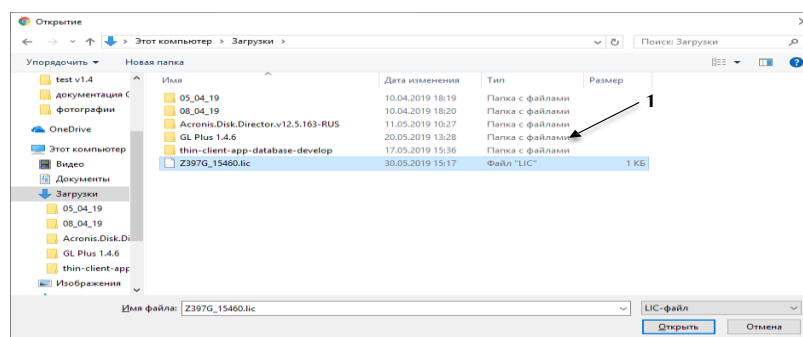 Открытие
Этот компьютер > Загрузки >
Поиск: Загрузки
Упорядочить
Новая папка
test v1.4
документация С
фотографии
OneDrive
Этот компьютер
Видео
Документы
Загрузки
05_04_19
08_04_19
Acronis.Disk.Di
GL Plus 1.4.6
thin-client-app
Изображения
Имя Дата изменения Тип Размер
05_04_19 10.04.2019 18:19 Папка с файлами
08_04_19 10.04.2019 18:20 Папка с файлами
Acronis.Disk.Director.v12.5.163-RUS 11.05.2019 10:27 Папка с файлами
GL Plus 1.4.6 20.05.2019 13:28 Папка с файлами
thin-client-app-database-develop 17.05.2019 15:36 Папка с файлами
Z397G_15460.lic 30.05.2019 15:17 Файл "LIC" 1 КБ
1
Имя файла: Z397G_15460.lic
LIC-файл
Открыть Отмена